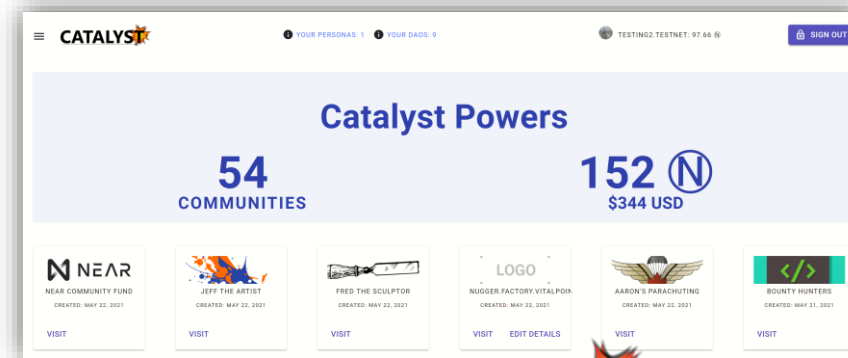 CATALYST
YOUR PERSONAS: 1 YOUR DAOS: 9
TESTING2.TESTNET: 97.66 Ⓝ
SIGN OUT
Catalyst Powers
54
COMMUNITIES
152 Ⓝ
$344 USD
NEAR
NEAR COMMUNITY FUND
CREATED: MAY 22, 2021
VISIT
JEFF THE ARTIST
CREATED: MAY 22, 2021
VISIT
FRED THE SCULPTOR
CREATED: MAY 22, 2021
VISIT
LOGO
NUGGER.FACTORY.VITALPOIN
CREATED: MAY 22, 2021
VISIT EDIT DETAILS
AARON'S PARACHUTING
CREATED: MAY 22, 2021
VISIT
</>
BOUNTY HUNTERS
CREATED: MAY 21, 2021
VISIT